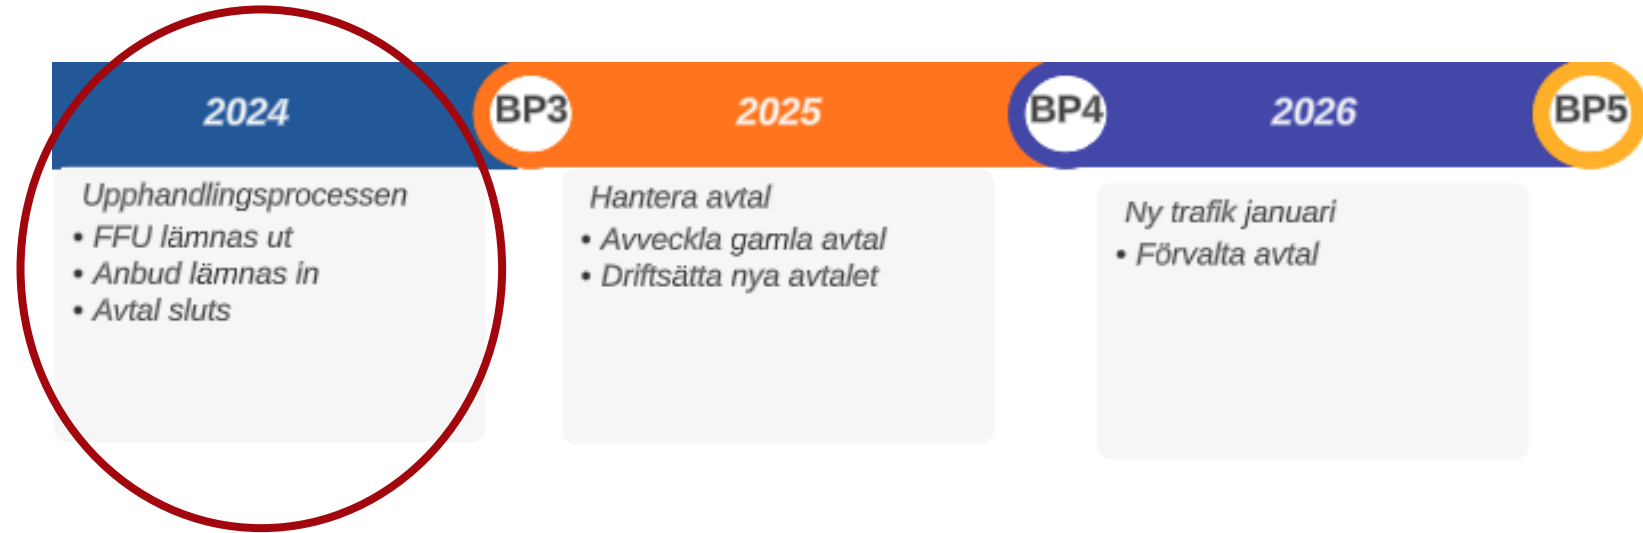 2024
BP3
2025
BP4
2026
BP5
Upphandlingsprocessen
• FFU lämnas ut
• Anbud lämnas in
• Avtal sluts
Hantera avtal
• Avveckla gamla avtal
• Driftsätta nya avtalet
Ny trafik januari
• Förvalta avtal